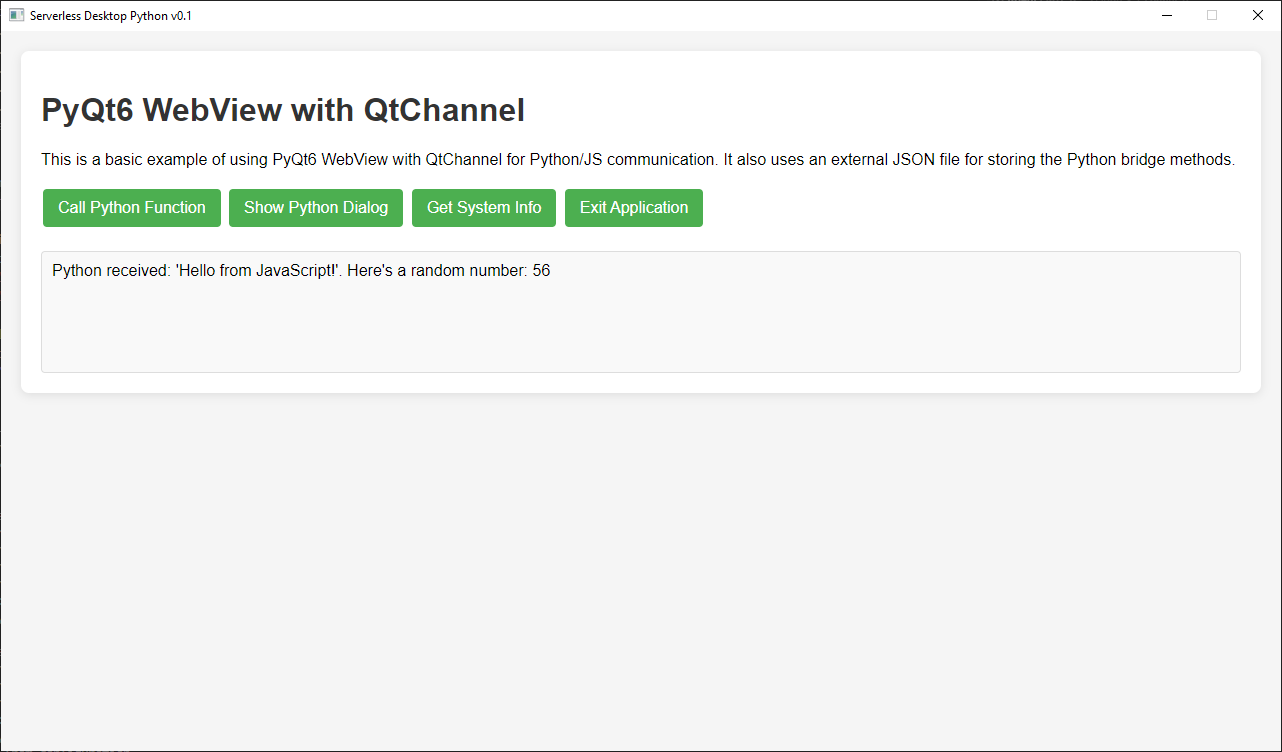 Serverless Desktop Python v0.1
PyQt6 WebView with QtChannel
This is a basic example of using PyQt6 WebView with QtChannel for Python/JS communication. It also uses an external JSON file for storing the Python bridge methods.
Call Python Function Show Python Dialog Get System Info Exit Application
Python received: 'Hello from JavaScript!'. Here's a random number: 56